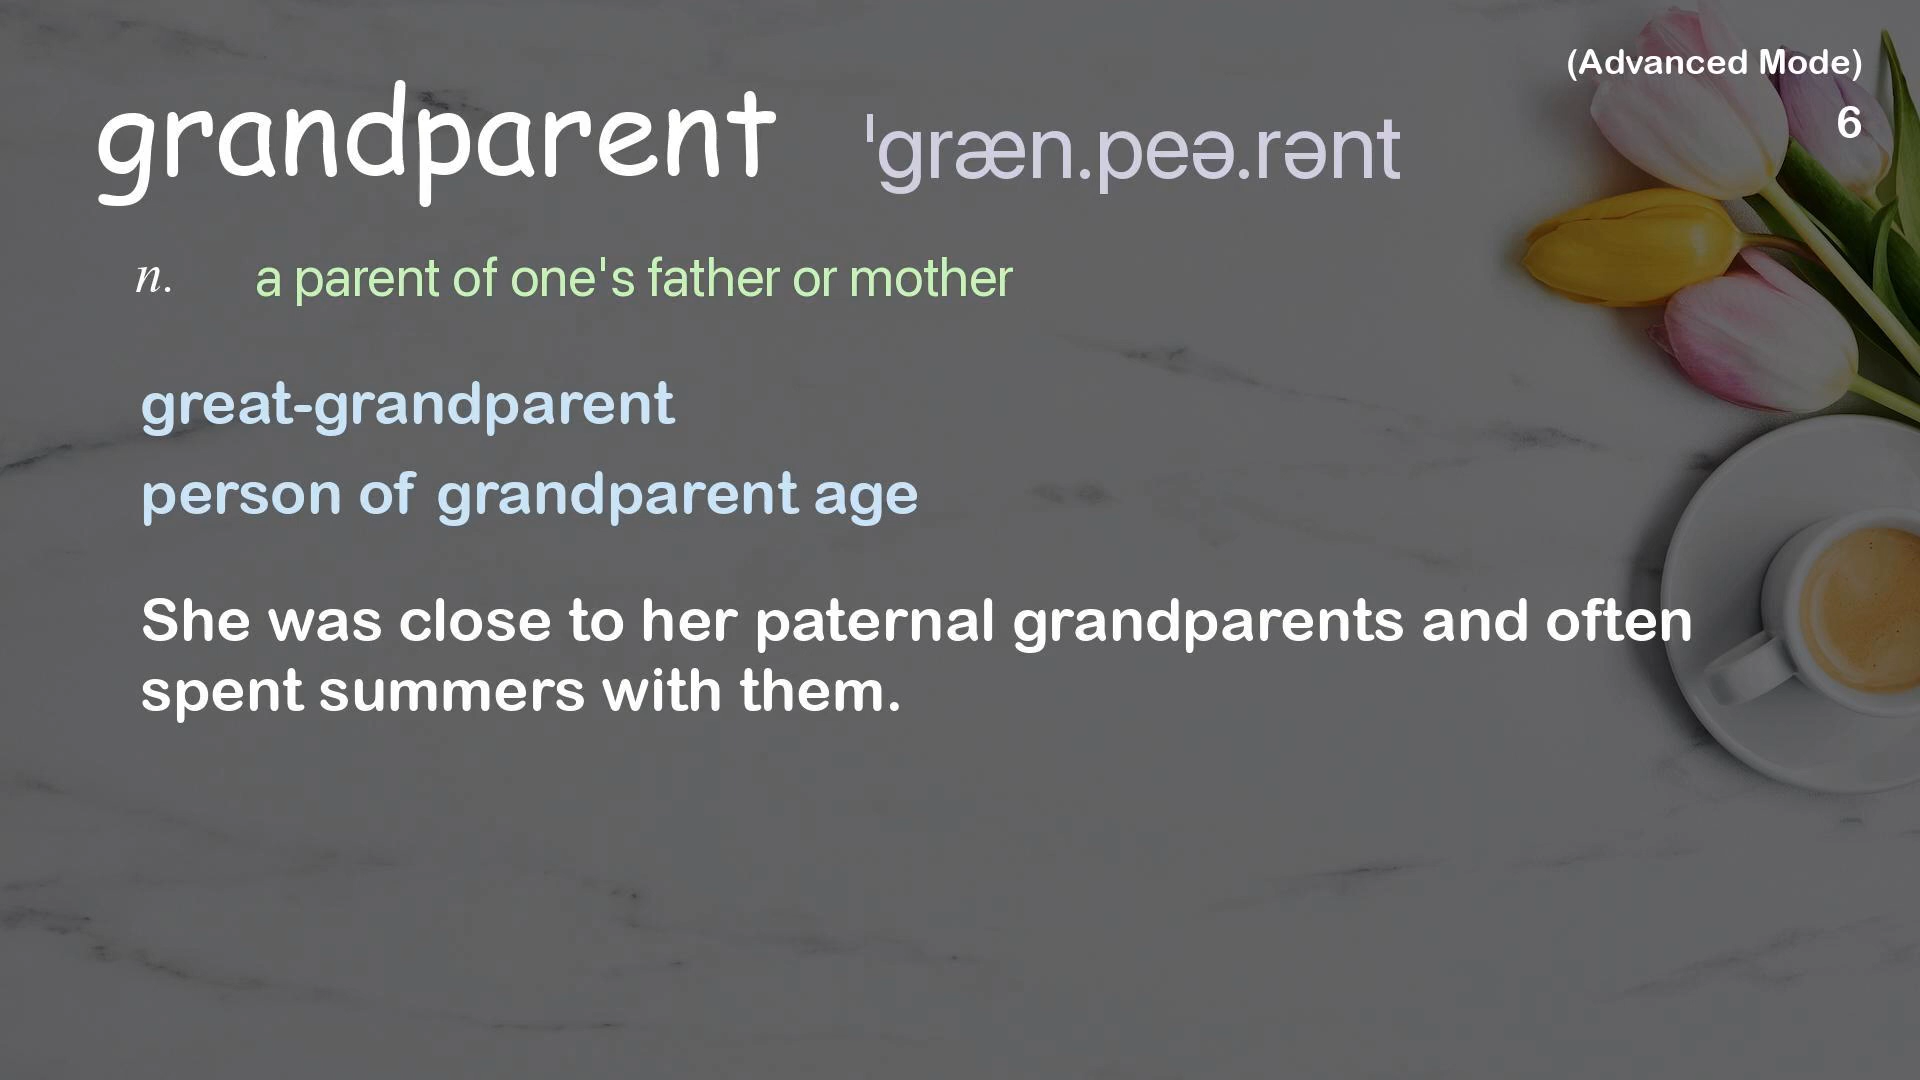 (Advanced Mode)
grandparent ˈɡræn.peə.rənt
6
n. a parent of one's father or mother
great-grandparent
person of grandparent age
She was close to her paternal grandparents and often
spent summers with them.